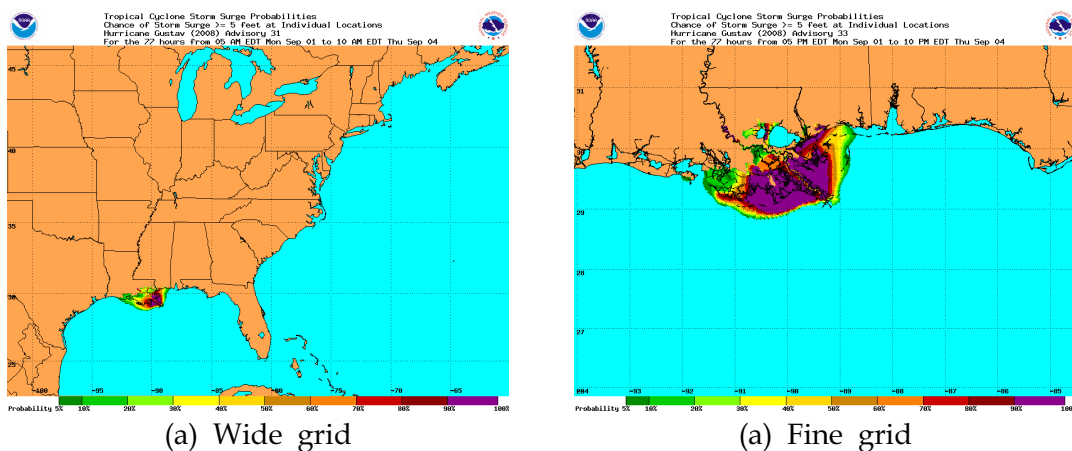 Tropical Cyclone Storm Surge Probabilities
Chance of Storm Surge >= 5 feet at Individual Locations
Hurricane Gustav (2008) Advisory 31
For the 77 hours from 05 AM EDT Mon Sep 01 to 10 AM EDT Thu Sep 04
45
40
35
30
25
-100 -95 -90 -85 -80 -75 -70 -65
Probability 5% 10% 20% 30% 40% 50% 60% 70% 80% 90% 100%
(a) Wide grid
Tropical Cyclone Storm Surge Probabilities
Chance of Storm Surge >= 5 feet at Individual Locations
Hurricane Gustav (2008) Advisory 33
For the 77 hours from 05 PM EDT Mon Sep 01 to 10 PM EDT Thu Sep 04
31
30
29
28
27
-93 -92 -91 -90 -89 -88 -87 -86 -85
Probability 5% 10% 20% 30% 40% 50% 60% 70% 80% 90% 100
(a) Fine grid